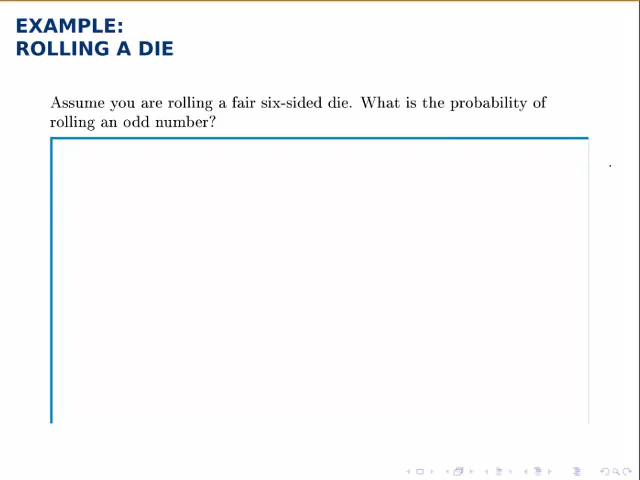 EXAMPLE:
ROLLING A DIE
Assume you are rolling a fair six-sided die. What is the probability of
rolling an odd number?
.